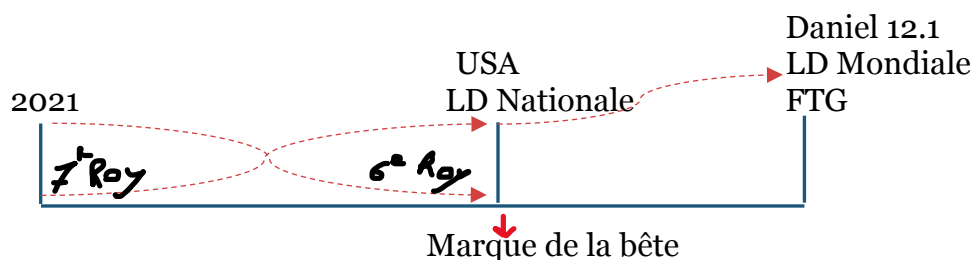 Daniel 12.1
USA
LD Mondiale
2021
LD Nationale
FTG
7e Roy
6e Roy
Marque de la bête